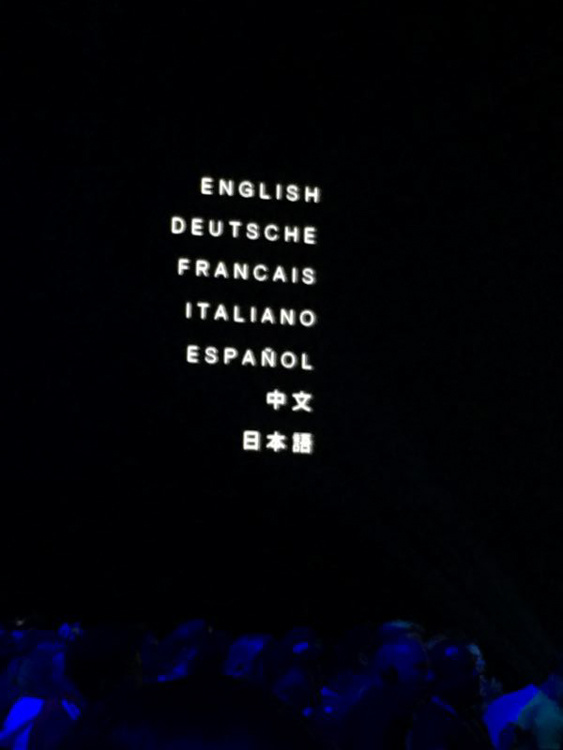 ENGLISH
DEUTSCHE
FRANCAIS
ITALIANO
ESPAÑOL
中文
日本語